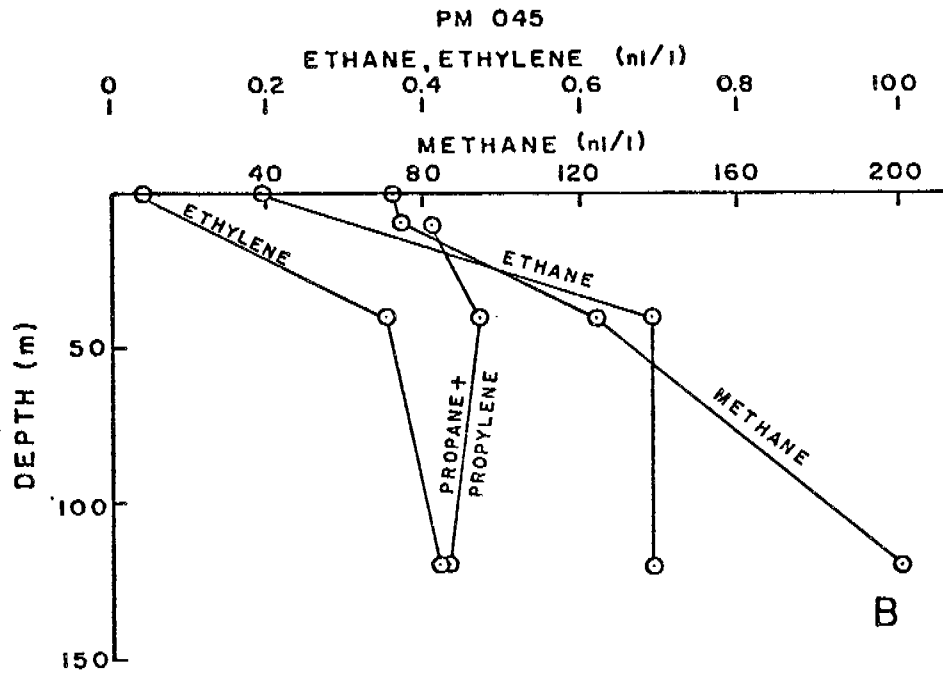 PM 045
ETHANE, ETHYLENE (nl/l)
0 0.2 0.4 0.6 0.8 100
METHANE (nl/l)
40 80 120 160 200
ETHYLENE
ETHANE
DEPTH (m)
50
PROPANE +
PROPYLENE
METHANE
100
B
150